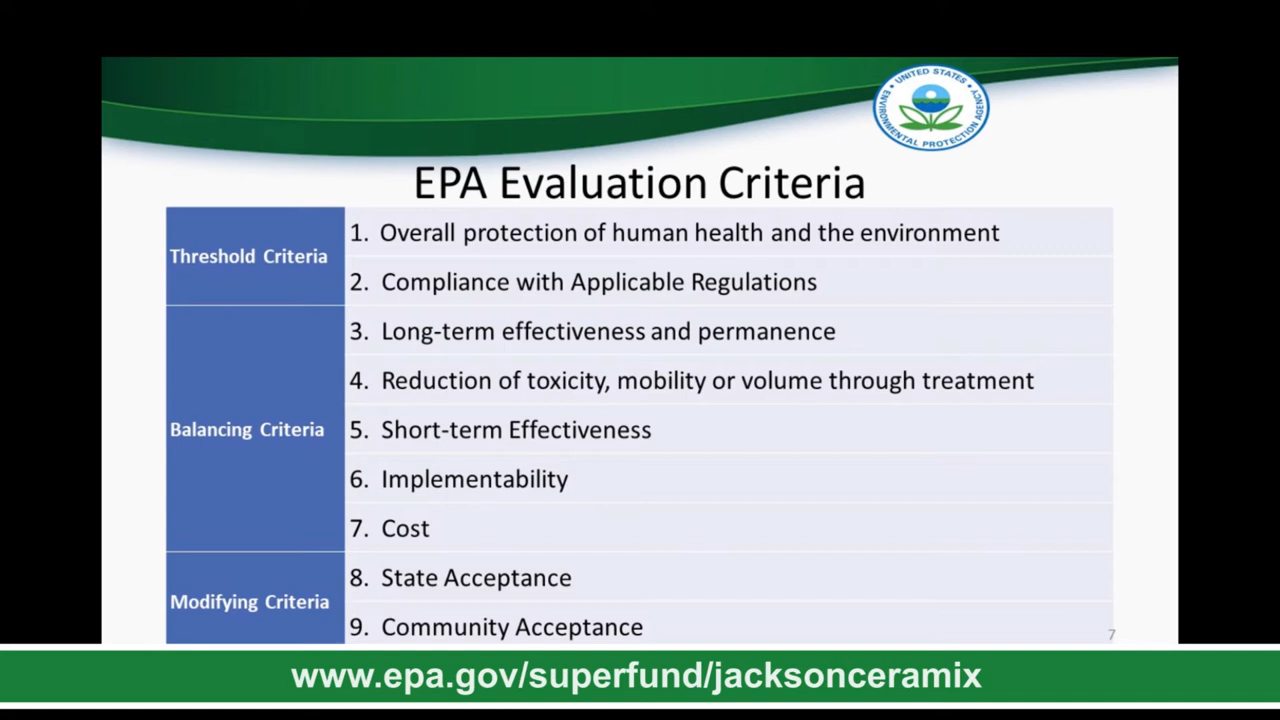 UNITED STATES
ENVIRONMENTAL PROTECTION AGENCY
EPA Evaluation Criteria
Threshold Criteria
1. Overall protection of human health and the environment
2. Compliance with Applicable Regulations
Balancing Criteria
3. Long-term effectiveness and permanence
4. Reduction of toxicity, mobility or volume through treatment
5. Short-term Effectiveness
6. Implementability
7. Cost
Modifying Criteria
8. State Acceptance
9. Community Acceptance
7
www.epa.gov/superfund/jacksonceramix